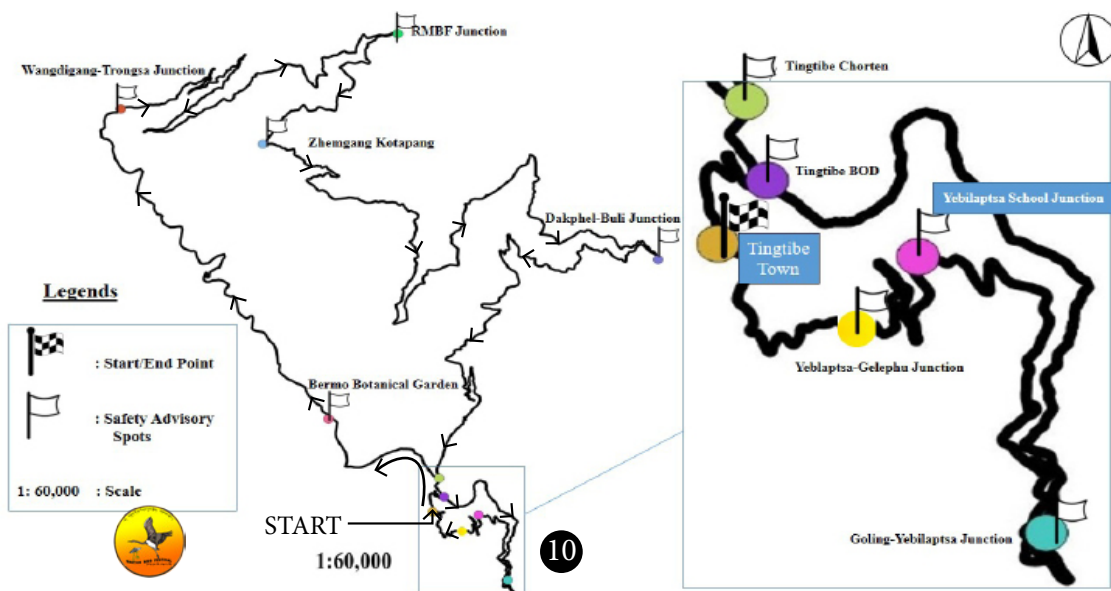 RMBF Junction
Wangdigang-Trongsa Junction
Zhemgang Kotapang
Dakphel-Buli Junction
Legends
: Start/End Point
: Safety Advisory
Spots
1: 60,000 : Scale
Bermo Botanical Garden
START
1:60,000
10
Tingtibe Chorten
Tingtibe BOD
Yebilaptsa School Junction
Tingtibe
Town
Yeblaptsa-Gelephu Junction
Goling-Yebilaptsa Junction